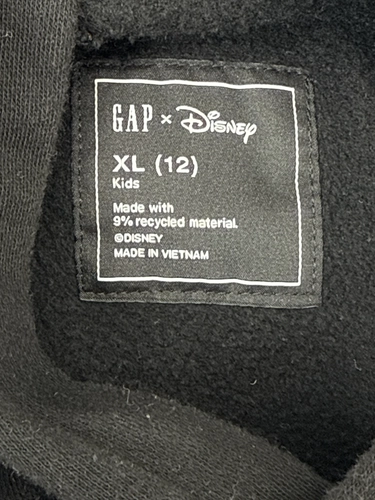 GAP × Disney
XL (12)
Kids
Made with
9% recycled material.
©DISNEY
MADE IN VIETNAM